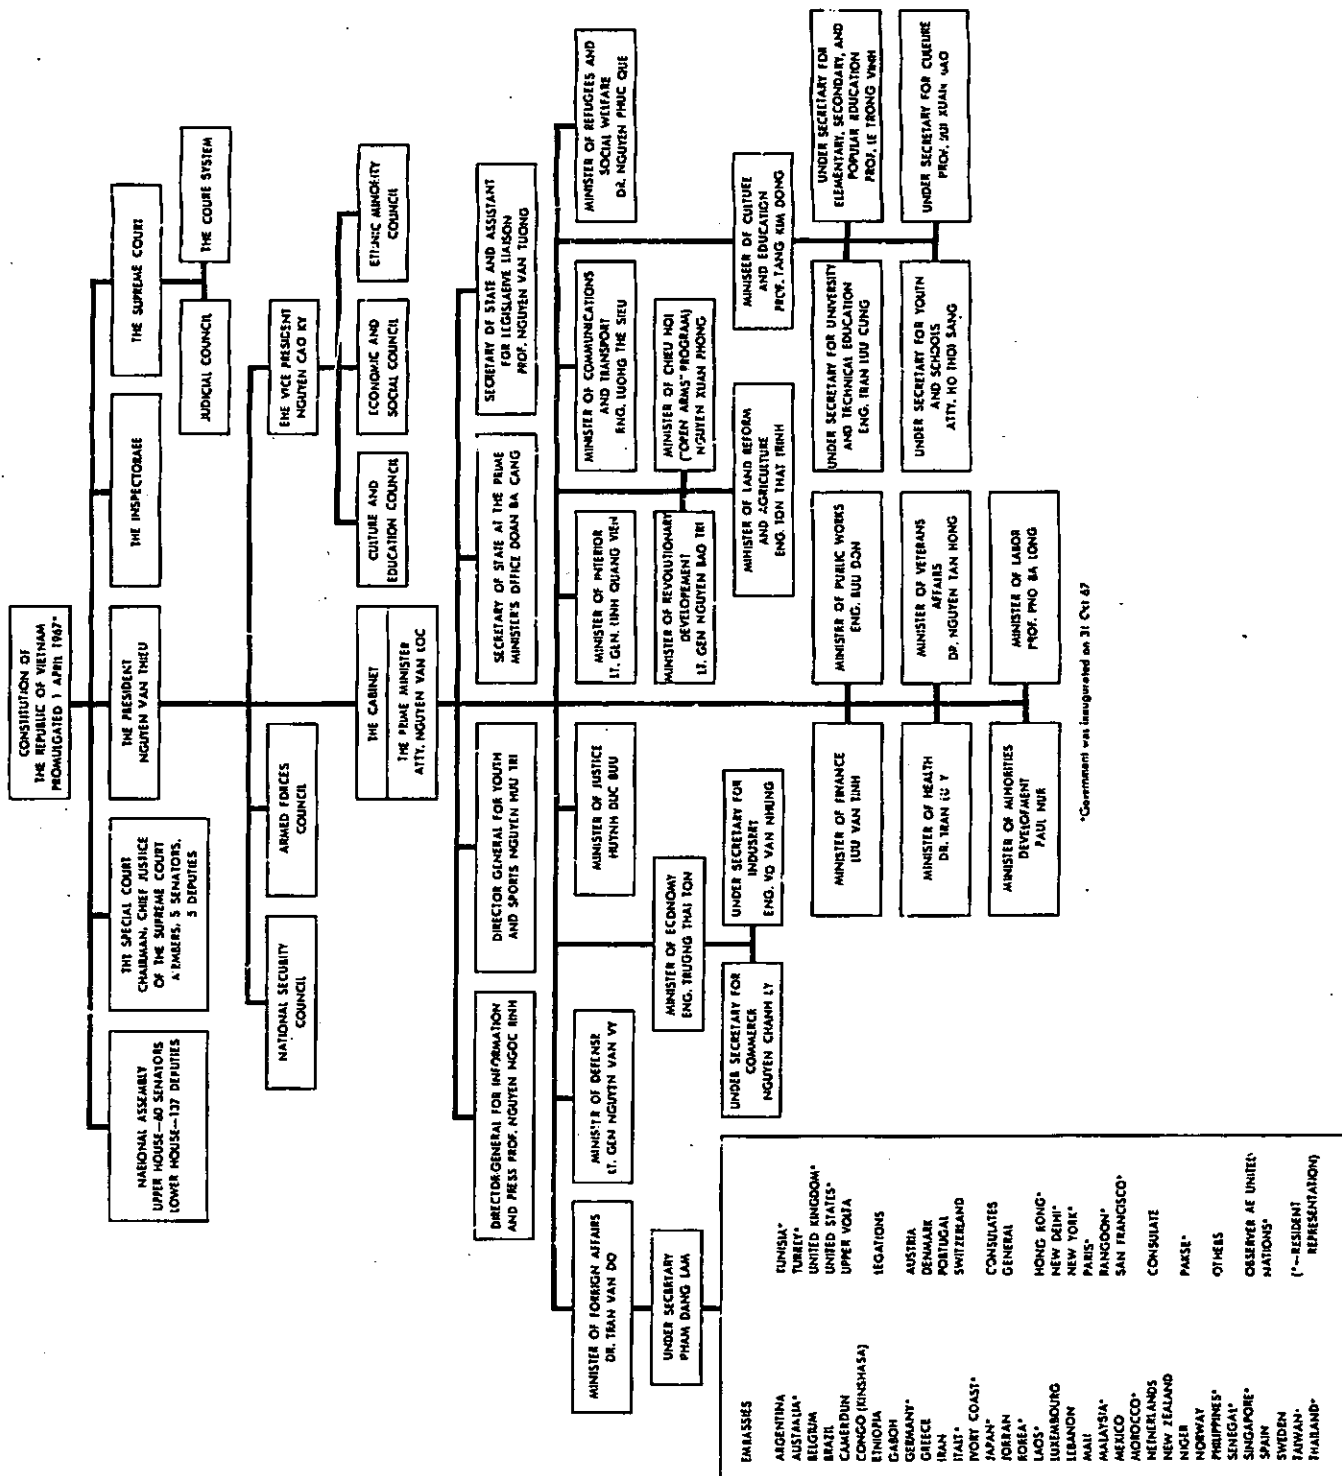 CONSTITUTION OF
THE REPUBLIC OF VIETNAM
PROMULGATED 1 APRIL 1967*
NAEIONAL ASSEMBLY
UPPER HOUSE—60 SENATORS
LOWER HOUSE—137 DEPUTIES
THE SPECIAL COURT
CHAIRMAN, CHIEF JUSTICE
OF THE SUPREME COURT
MEMBERS, 5 SENATORS,
5 DEPUTIES
THE PRESIDENT
NGUYEN VAN THIEU
THE INSPECTORAEE
THE SUPREME COURT
JUDICIAL COUNCIL
THE COURE SYSTEM
NATIONAL SECURITY
COUNCIL
ARMED FORCES
COUNCIL
EHE VICE PRESIDENT
NGUYEN CAO KY
CULTURE AND
EDUCATION COUNCIL
ECONOMIC AND
SOCIAL COUNCIL
ETHNIC MINORITY
COUNCIL
THE CABINET
THE PRIME MINISTER
ATTY. NGUYEN VAN LOC
DIRECTOR-GENERAL FOR INFORMATION
AND PRESS PROF. NGUYEN NGOC RINH
DIRECTOR GENERAL FOR YOUTH
AND SPORTS NGUYEN HUU TRI
SECRETARY OF STATE AT THE PRIME
MINISTER'S OFFICE DOAN BA CANG
SECRETARY OF STATE AND ASSISTANT
FOR LEGISLAEIVE LIAISON
PROF. NGUYEN VAN TUONG
MINISTER OF FOREIGN AFFAIRS
DR. TRAN VAN DO
MINISTER OF DEFENSE
LT. GEN NGUYEN VAN VY
MINISTER OF JUSTICE
HUYNH DUC BUU
MINISTER OF INTERIOR
LT. GEN. LINH QUANG VIEN
MINISTER OF COMMUNICATIONS
AND TRANSPORT
ENG. LUONG THE SIEU
MINISTER OF REFUGEES AND
SOCIAL WELFARE
DR. NGUYEN PHUC QUE
UNDER SECRETARY
PHAM DANG LAM
MINISTER OF ECONOMY
ENG. TRUONG THAI TON
MINISTER OF REVOLUTIONARY
DEVELOPEMENT
LT. GEN NGUYEN BAO TRI
MINISTER OF CHIEU HOI
("OPEN ARMS" PROGRAM)
NGUYEN XUAN PHONG
MINISTER OF LAND REFORM
AND AGRICULTURE
ENG. TON THAT TRINH
MINISEER OF CULTURE
AND EDUCATION
PROF. TANG KIM DONG
UNDER SECRETARY FOR
COMMERCE
NGUYEN CHANH LY
UNDER SECRETARY FOR
INDUSERT
ENG. VO VAN NHUNG
MINISTER OF FINANCE
LUU VAN TINH
MINISTER OF PUBLIC WORKS
ENG. BUU DON
UNDER SECRETARY FOR UNIVERSITY
AND TECHNICAL EDUCATION
ENG. TRAN LUU CUNG
UNDER SECRETARY FOR
ELEMENTARY, SECONDARY, AND
POPULAR EDUCATION
PROF. LE TRONG VINH
MINISTER OF HEALTH
DR. TRAN LU Y
MINISTER OF VETERANS
AFFAIRS
DR. NGUYEN TAN HONG
UNDER SECRETARY FOR YOUTH
AND SCHOOLS
ATTY. HO THOI SANG
UNDER SECRETARY FOR CULEURE
PROF. BUI XUAN BAO
MINISTER OF MINORITIES
DEVELOPMENT
PAUL NUR
MINISTER OF LABOR
PROF. PHO BA LONG
EMBASSIES
ARGENTINA
AUSTRALIA*
BELGIUM
BRAZIL
CAMEROUN
CONGO (KINSHASA)
ETHIOPIA
GABON
GERMANY*
GREECE
IRAN
ITALY*
IVORY COAST*
JAPAN*
JORRAN
KOREA*
LAOS*
LUXEMBOURG
LEBANON
MALI
MALAYSIA*
MEXICO
MOROCCO*
NETHERLANDS
NEW ZEALAND
NIGER
NORWAY
PHILIPPINES*
SENEGAL*
SINGAPORE*
SPAIN
SWEDEN
TAIWAN*
THAILAND*
TUNISIA*
TURKEY*
UNITED KINGDOM*
UNITED STATES*
UPPER VOLTA
LEGATIONS
AUSTRIA
DENMARK
PORTUGAL
SWITZERLAND
CONSULATES
GENERAL
HONG KONG*
NEW DELHI*
NEW YORK*
PARIS*
RANGOON*
SAN FRANCISCO*
CONSULATE
PAKSE*
OTHERS
OBSERVER AE UNITED
NATIONS*
(*—RESIDENT
REPRESENTATION)
*Government was inaugurated on 31 Oct 67